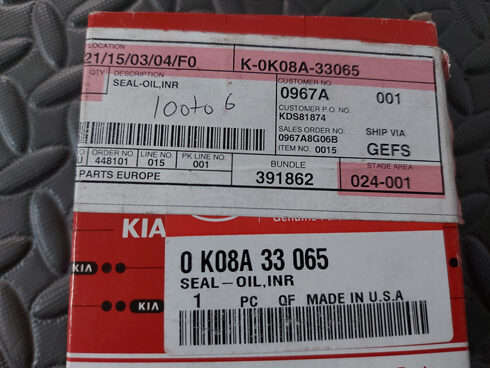 LOCATION
21/15/03/04/F0
K-0K08A-33065
QTY
DESCRIPTION
SEAL-OIL,INR
CUSTOMER NO.
0967A
001
CUSTOMER P.O. NO.
KDS81874
SALES ORDER NO.
0967A8G06B
SHIP VIA
ITEM NO. 0015
GEFS
ORDER NO.
448101
LINE NO.
015
PK LINE NO.
001
BUNDLE
391862
STAGE AREA
024-001
PARTS EUROPE
KIA
KIA
KIA
0 K08A 33 065
SEAL-OIL,INR
1 PC OF MADE IN U.S.A